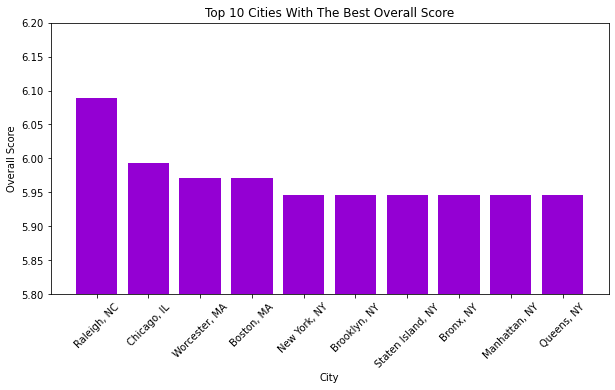 Top 10 Cities With The Best Overall Score
6.20
6.15
6.10
6.05
6.00
5.95
5.90
5.85
5.80
Overall Score
Raleigh, NC
Chicago, IL
Worcester, MA
Boston, MA
New York, NY
Brooklyn, NY
Staten Island, NY
Bronx, NY
Manhattan, NY
Queens, NY
City